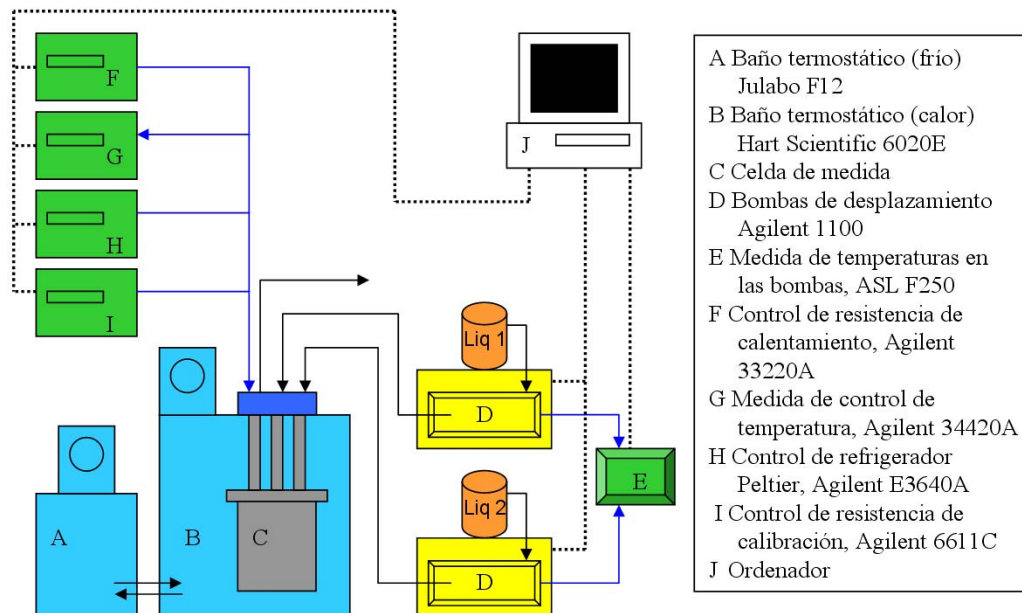 F
G
H
I
J
Liq 1
D
E
Liq 2
D
A
B
C
A Baño termostático (frío)
Julabo F12
B Baño termostático (calor)
Hart Scientific 6020E
C Celda de medida
D Bombas de desplazamiento
Agilent 1100
E Medida de temperaturas en
las bombas, ASL F250
F Control de resistencia de
calentamiento, Agilent
33220A
G Medida de control de
temperatura, Agilent 34420A
H Control de refrigerador
Peltier, Agilent E3640A
I Control de resistencia de
calibración, Agilent 6611C
J Ordenador